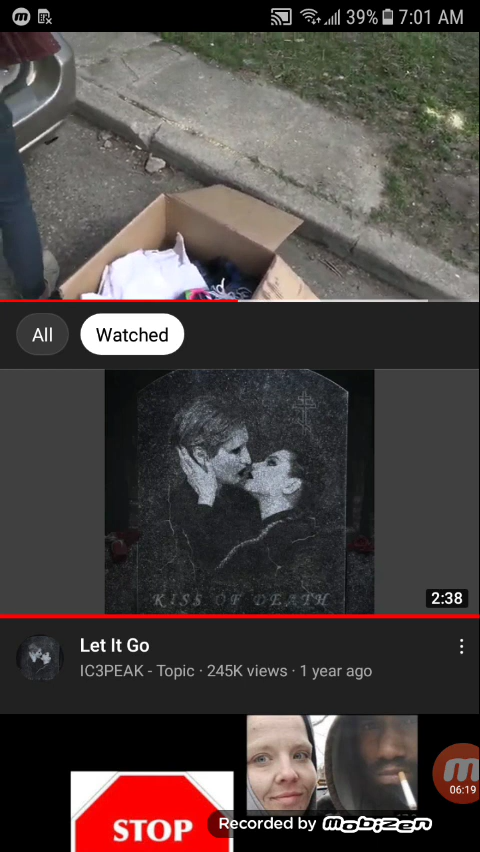 39% 7:01 AM
All
Watched
KISS OF DEATH
2:38
Let It Go
IC3PEAK - Topic · 245K views · 1 year ago
06:19
STOP
Recorded by Mobizen